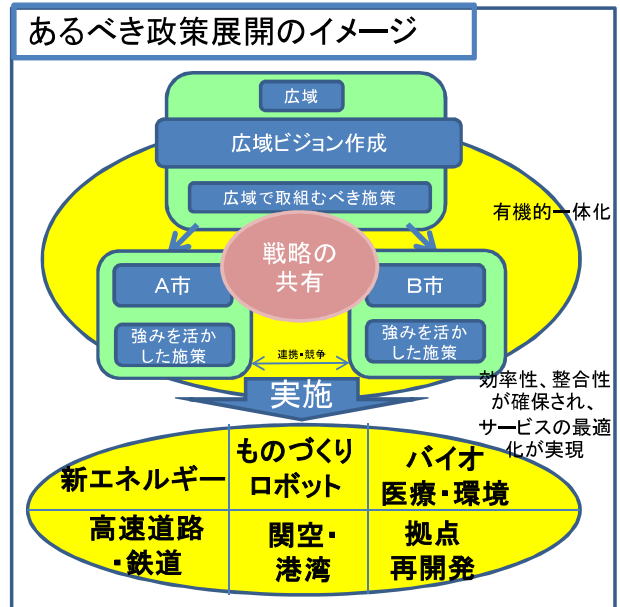 あるべき政策展開のイメージ
広域
広域ビジョン作成
広域で取組むべき施策
有機的一体化
戦略の
共有
A市
B市
強みを活か
した施策
強みを活か
した施策
連携・競争
実施
効率性、整合性
が確保され、
サービスの最適
化が実現
新エネルギー
ものづくり
ロボット
バイオ
医療・環境
高速道路
・鉄道
関空・
港湾
拠点
再開発